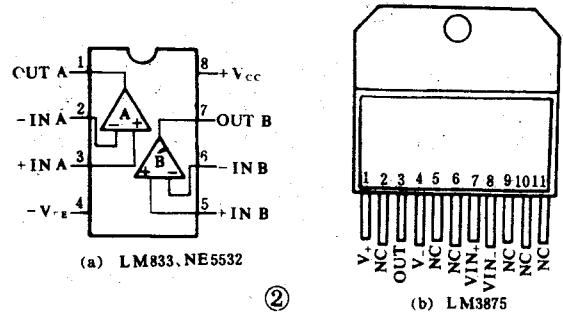 OUT A 1
-IN A 2
+IN A 3
4
8 +Vcc
7 OUT B
6 -IN B
5 +IN B
A
- +
B
+ -
(a) LM833、NE5532
②
1 2 3 4 5 6 7 8 9 10 11
V+
NC
OUT
V-
NC
NC
VIN+
VIN-
NC
NC
NC
(b) LM3875